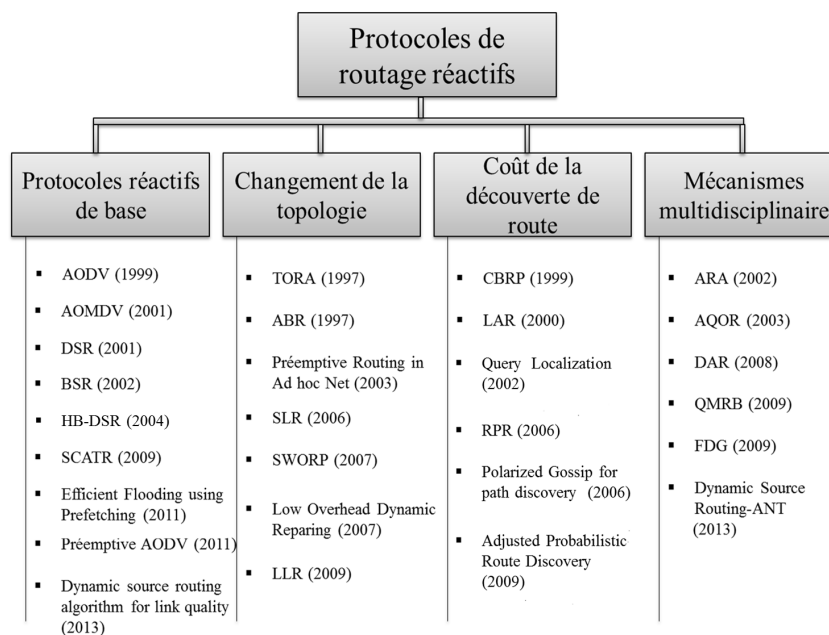 Protocoles de
routage réactifs
Protocoles réactifs
de base
AODV (1999)
AOMDV (2001)
DSR (2001)
BSR (2002)
HB-DSR (2004)
SCATR (2009)
Efficient Flooding using
Prefetching (2011)
Préemptive AODV (2011)
Dynamic source routing
algorithm for link quality
(2013)
Changement de la
topologie
TORA (1997)
ABR (1997)
Préemptive Routing in
Ad hoc Net (2003)
SLR (2006)
SWORP (2007)
Low Overhead Dynamic
Reparing (2007)
LLR (2009)
Coût de la
découverte de
route
CBRP (1999)
LAR (2000)
Query Localization
(2002)
RPR (2006)
Polarized Gossip for
path discovery (2006)
Adjusted Probabilistic
Route Discovery
(2009)
Mécanismes
multidisciplinaire
ARA (2002)
AQOR (2003)
DAR (2008)
QMRB (2009)
FDG (2009)
Dynamic Source
Routing-ANT
(2013)